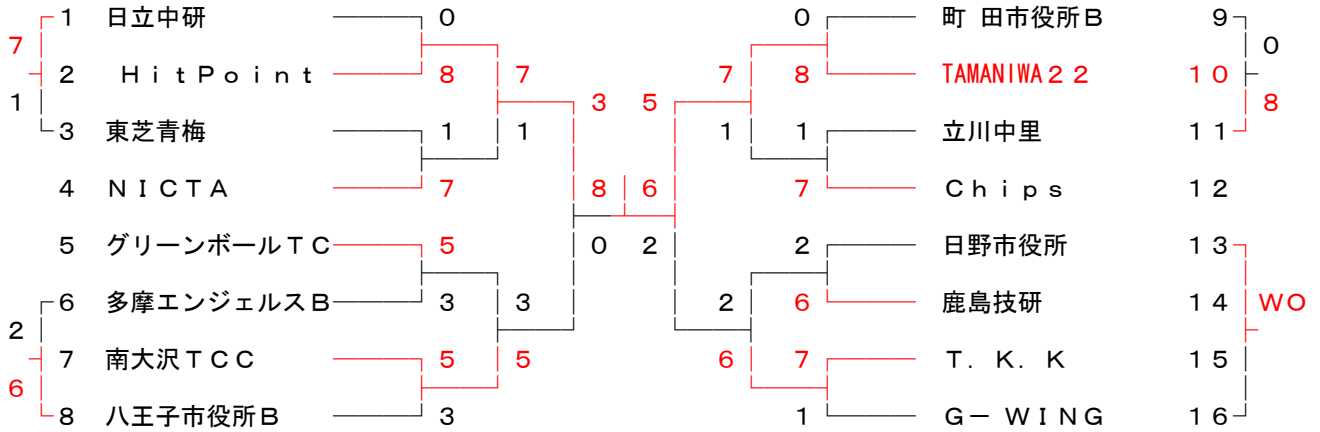 1 日立中研 0 0 町 田市役所B 9
7 0
2 HitPoint 8 7 7 8 TAMANIWA22 10
1 3 5 8
3 東芝青梅 1 1 1 1 立川中里 11
4 NICTA 7 8 6 7 Chips 12
5 グリーンボールTC 5 0 2 2 日野市役所 13
6 多摩エンジェルスB 3 3 2 6 鹿島技研 14 WO
2
7 南大沢TCC 5 5 6 7 T. K. K 15
6
8 八王子市役所B 3 1 G-WING 16